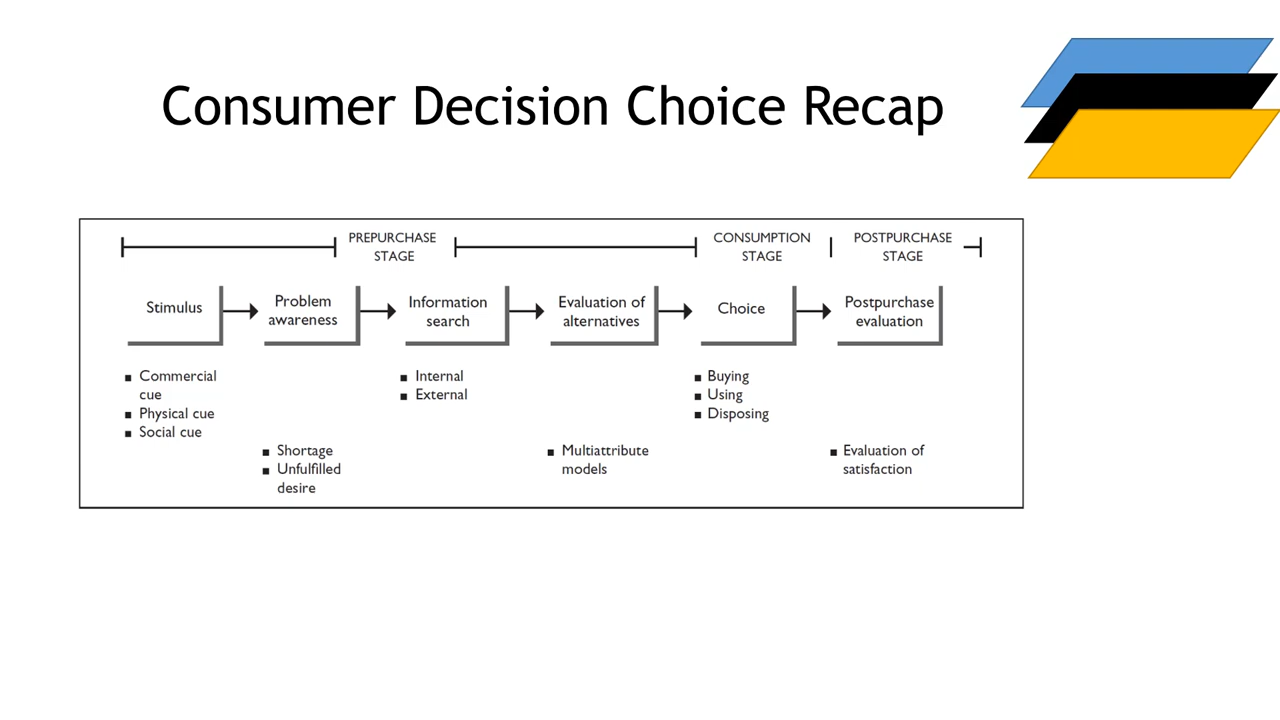 Consumer Decision Choice Recap
PREPURCHASE
STAGE
CONSUMPTION
STAGE
POSTPURCHASE
STAGE
Stimulus
Problem
awareness
Information
search
Evaluation of
alternatives
Choice
Postpurchase
evaluation
■ Commercial
cue
■ Physical cue
■ Social cue
■ Shortage
■ Unfulfilled
desire
■ Internal
■ External
■ Multiattribute
models
■ Buying
■ Using
■ Disposing
■ Evaluation of
satisfaction